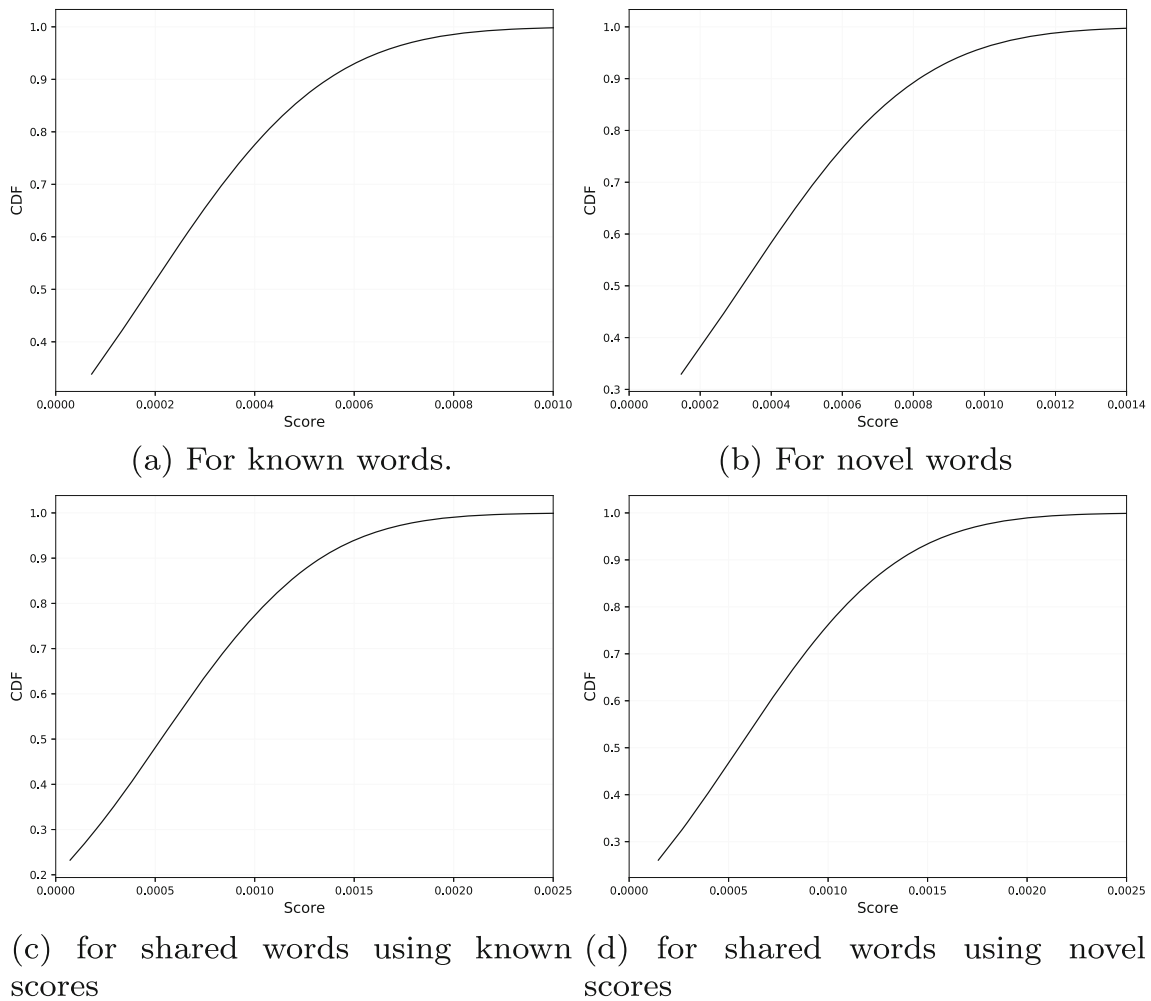 1.0
0.9
0.8
0.7
0.6
0.5
0.4
CDF
0.0000 0.0002 0.0004 0.0006 0.0008 0.0010
Score
(a) For known words.
1.0
0.9
0.8
0.7
0.6
0.5
0.4
0.3
CDF
0.0000 0.0002 0.0004 0.0006 0.0008 0.0010 0.0012 0.0014
Score
(b) For novel words
1.0
0.9
0.8
0.7
0.6
0.5
0.4
0.3
0.2
CDF
0.0000 0.0005 0.0010 0.0015 0.0020 0.0025
Score
(c) for shared words using known
scores
1.0
0.9
0.8
0.7
0.6
0.5
0.4
0.3
CDF
0.0000 0.0005 0.0010 0.0015 0.0020 0.0025
Score
(d) for shared words using novel
scores